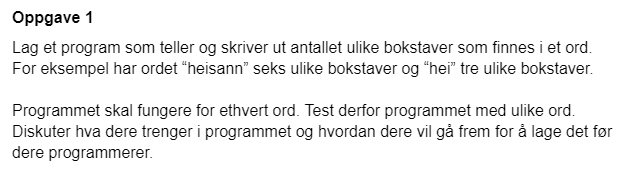 Oppgave 1
Lag et program som teller og skriver ut antallet ulike bokstaver som finnes i et ord.
For eksempel har ordet “heisann” seks ulike bokstaver og “hei” tre ulike bokstaver.
Programmet skal fungere for ethvert ord. Test derfor programmet med ulike ord.
Diskuter hva dere trenger i programmet og hvordan dere vil gå frem for å lage det før
dere programmerer.